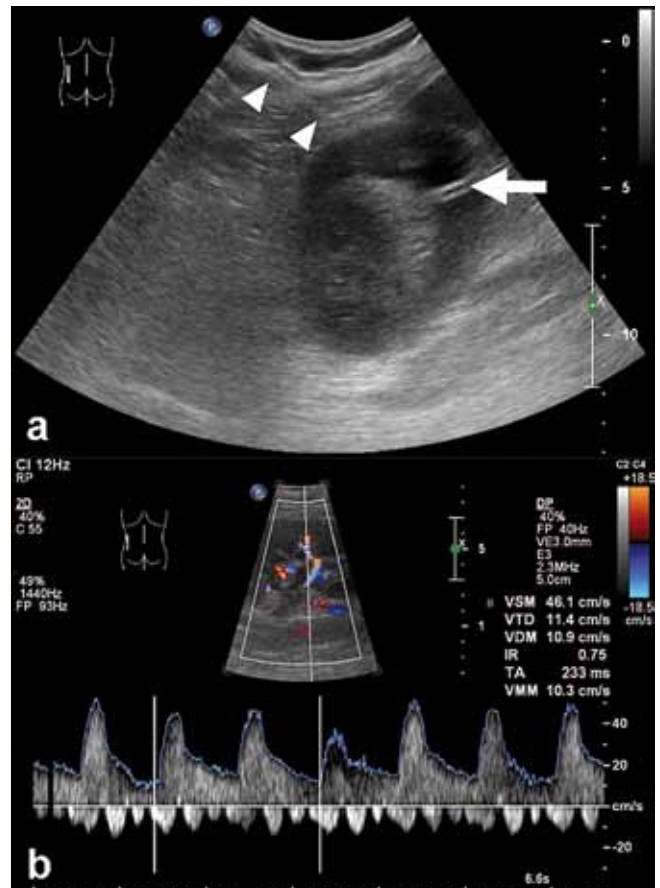 0
5
X
10
a
CI 12Hz
RP
2D
40%
C 55
49%
1440Hz
FP 93Hz
P
X
5
1
DP
40%
FP 40Hz
VE3.0mm
E3
2.3MHz
5.0cm
C2 C4
+18.5
-18.5
cm/s
VSM 46.1 cm/s
VTD 11.4 cm/s
VDM 10.9 cm/s
IR 0.75
TA 233 ms
VMM 10.3 cm/s
40
20
cm/s
-20
6.6s
b